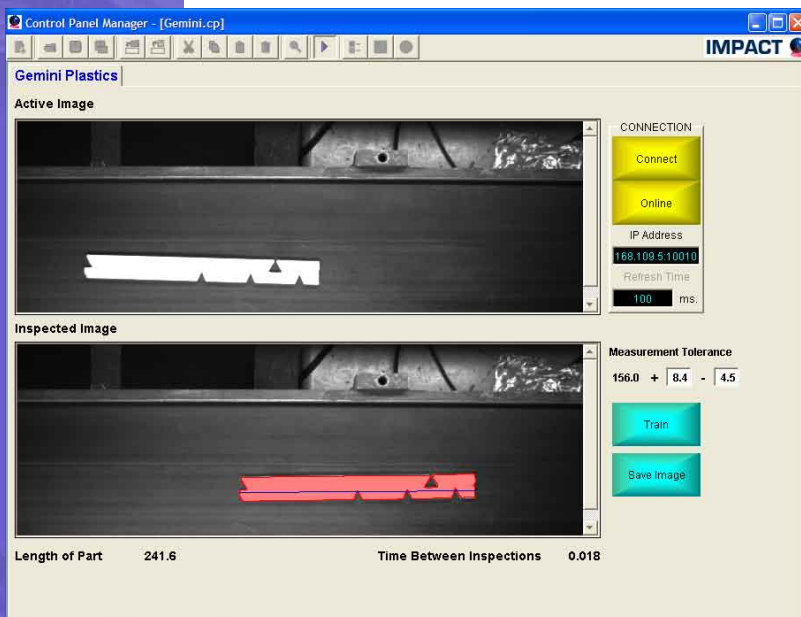 Control Panel Manager - [Gemini.cp]
IMPACT
Gemini Plastics
Active Image
CONNECTION
Connect
Online
IP Address
168.109.5:10010
Refresh Time
100 ms.
Inspected Image
Measurement Tolerance
156.0 + 8.4 - 4.5
Train
Save Image
Length of Part 241.6 Time Between Inspections 0.018